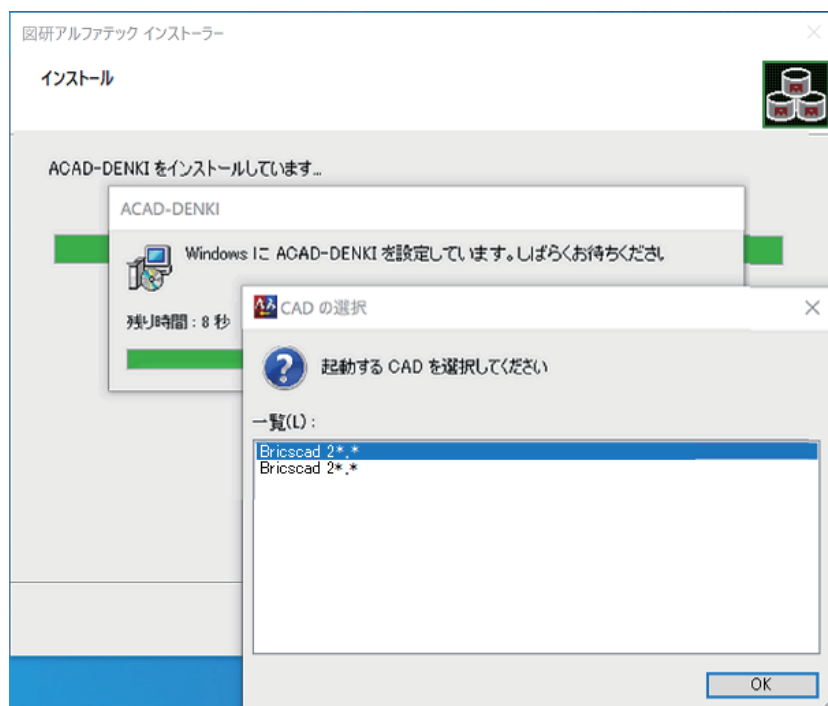 図研アルファテック インストーラー
インストール
ACAD-DENKI をインストールしています...
ACAD-DENKI
Windows に ACAD-DENKI を設定しています。しばらくお待ちくださ
残り時間 : 8 秒
CAD の選択
起動する CAD を選択してください
一覧(L) :
Bricscad 2*.*
Bricscad 2*.*
OK